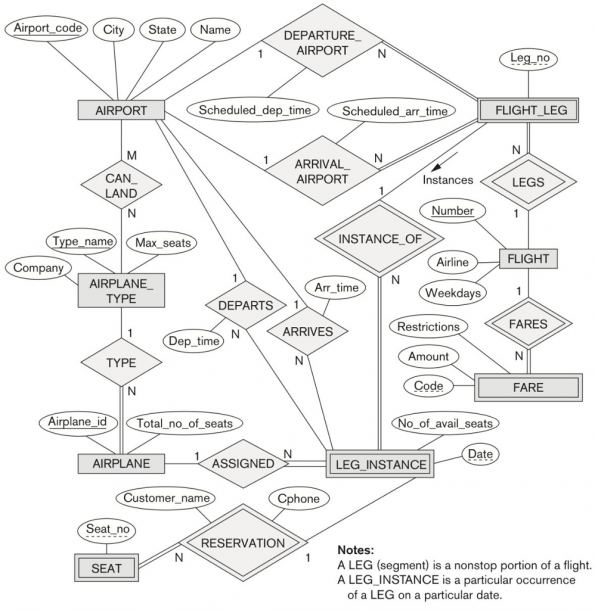 Airport_code
City
State
Name
DEPARTURE_
AIRPORT
1
N
Leg_no
Scheduled_dep_time
Scheduled_arr_time
AIRPORT
FLIGHT_LEG
1
N
ARRIVAL_
AIRPORT
M
CAN_
LAND
N
Instances
N
LEGS
1
1
INSTANCE_OF
N
Number
Type_name
Max_seats
Company
AIRPLANE_
TYPE
Airline
FLIGHT
Weekdays
1
1
DEPARTS
N
Arr_time
1
ARRIVES
N
Dep_time
Restrictions
FARES
N
1
TYPE
N
Amount
Code
FARE
Airplane_id
Total_no_of_seats
No_of_avail_seats
AIRPLANE
1
ASSIGNED
N
LEG_INSTANCE
Date
Customer_name
Cphone
Seat_no
RESERVATION
SEAT
N
1
Notes:
A LEG (segment) is a nonstop portion of a flight.
A LEG_INSTANCE is a particular occurrence
of a LEG on a particular date.